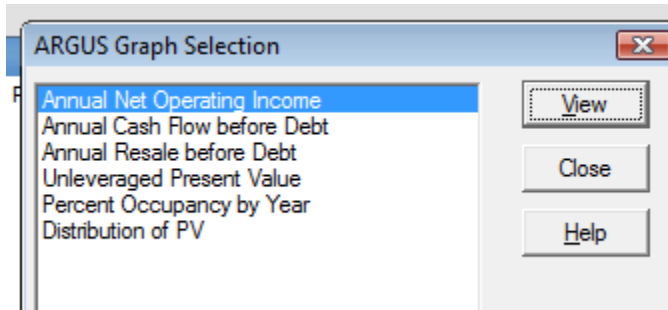 ARGUS Graph Selection
Annual Net Operating Income
Annual Cash Flow before Debt
Annual Resale before Debt
Unleveraged Present Value
Percent Occupancy by Year
Distribution of PV
View
Close
Help